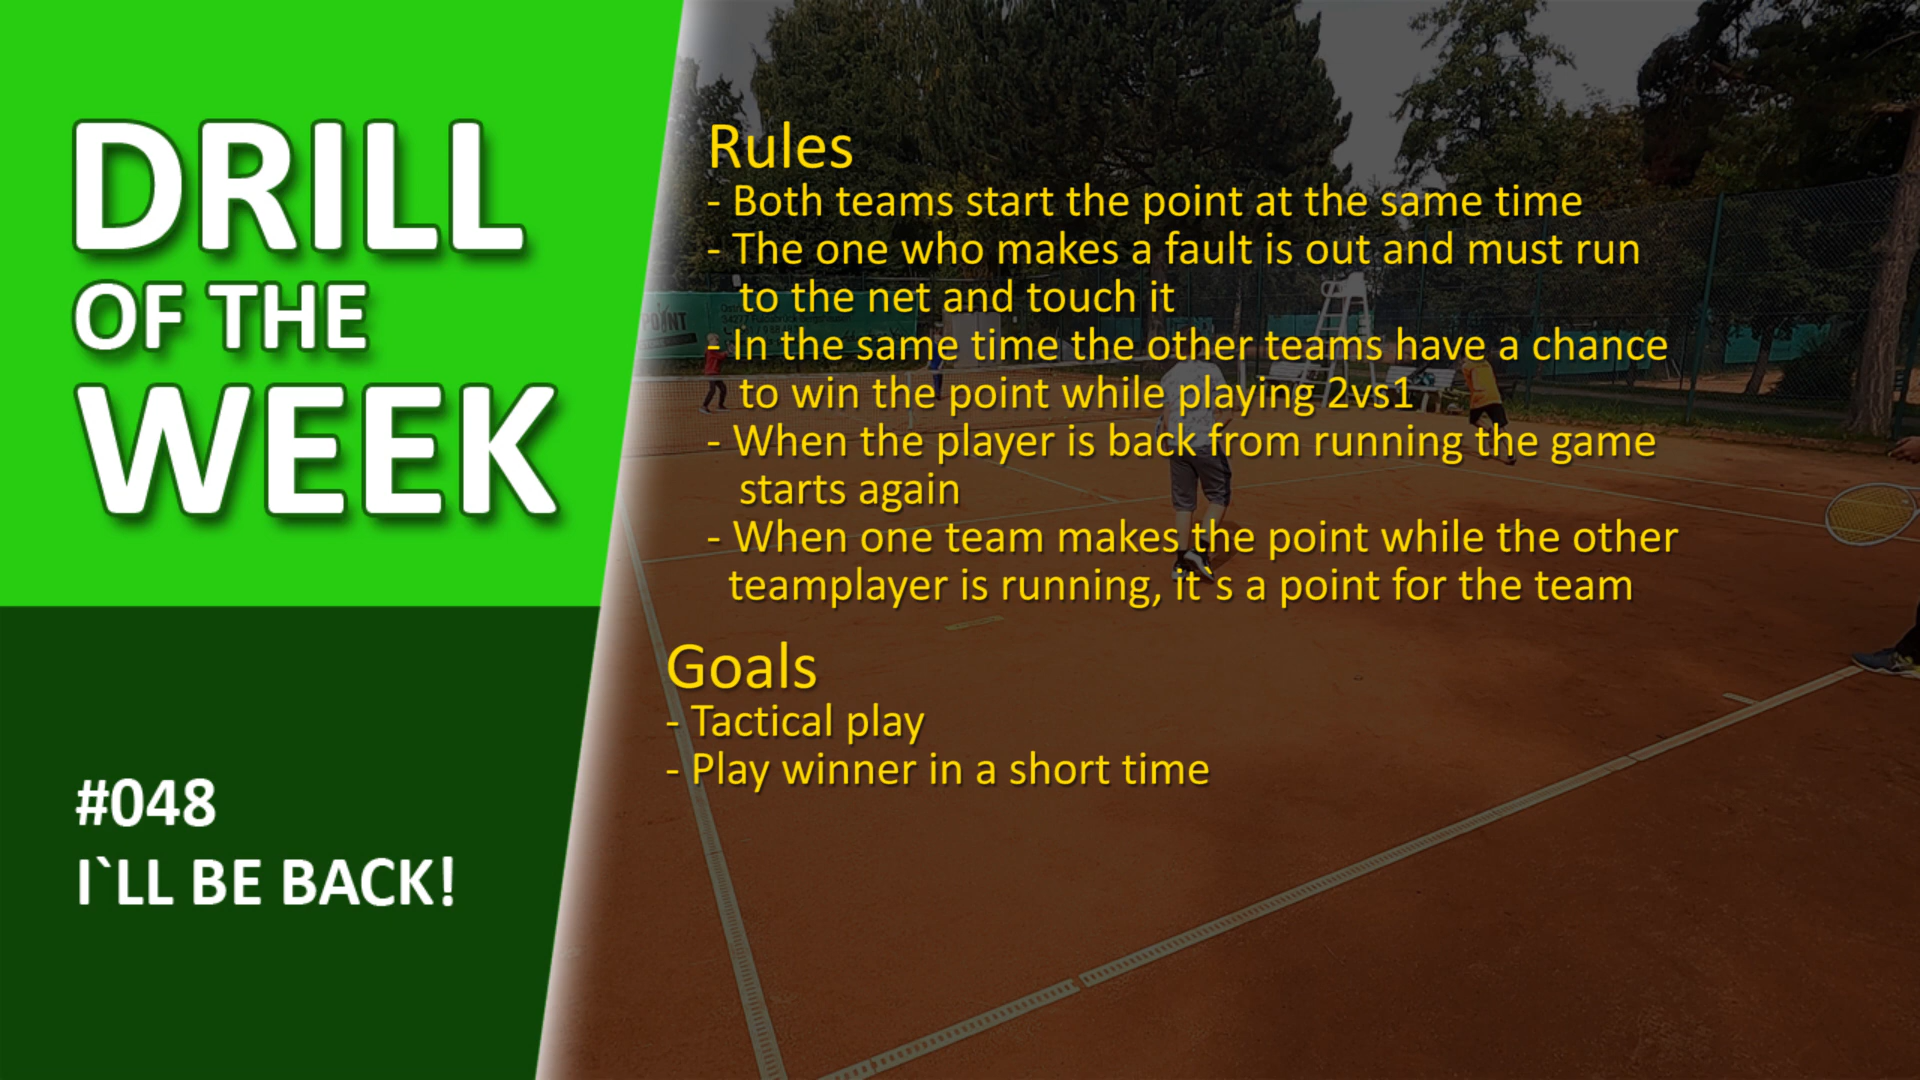 DRILL
OF THE
WEEK
#048
I`LL BE BACK!
Rules
- Both teams start the point at the same time
- The one who makes a fault is out and must run
to the net and touch it
- In the same time the other teams have a chance
to win the point while playing 2vs1
- When the player is back from running the game
starts again
- When one team makes the point while the other
teamplayer is running, it`s a point for the team
Goals
- Tactical play
- Play winner in a short time